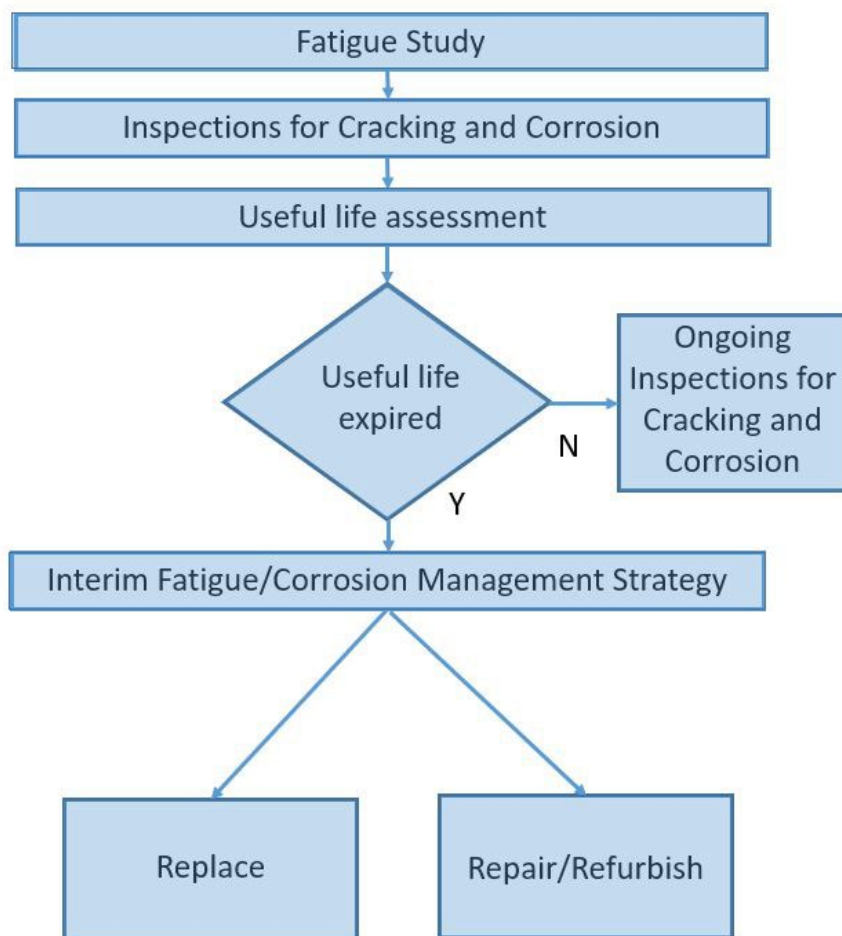 Fatigue Study
Inspections for Cracking and Corrosion
Useful life assessment
Useful life
expired
N
Ongoing
Inspections for
Cracking and
Corrosion
Y
Interim Fatigue/Corrosion Management Strategy
Replace
Repair/Refurbish